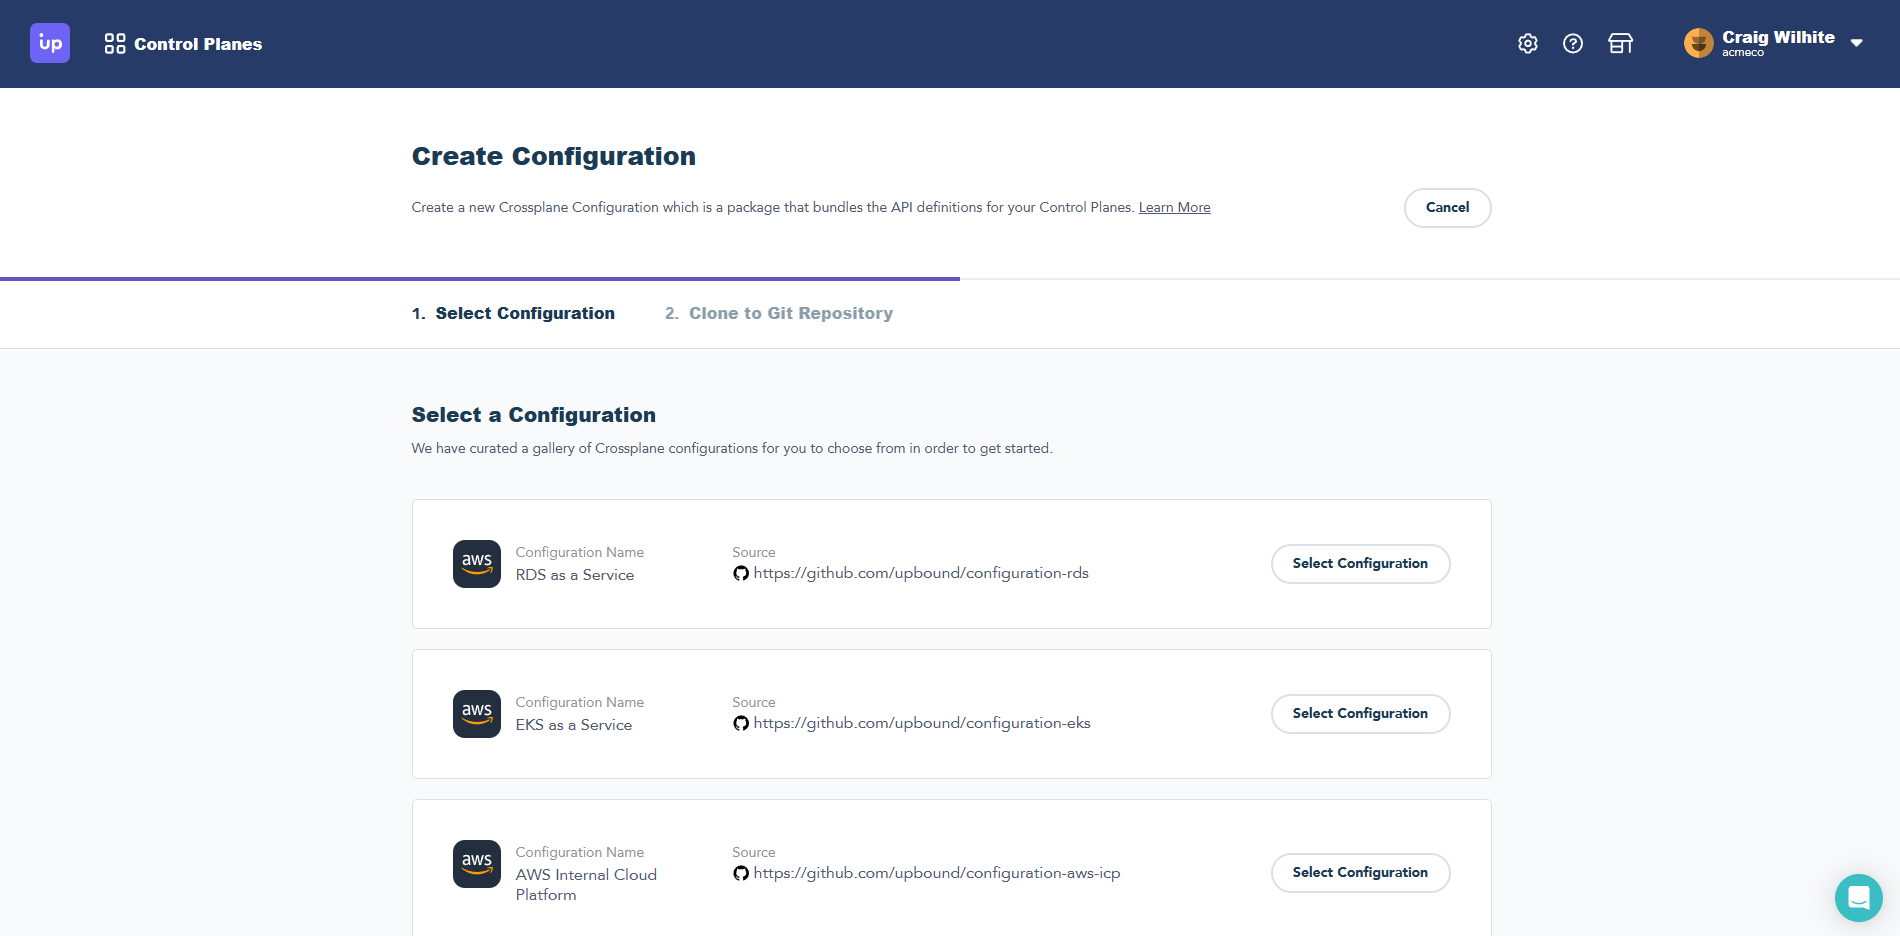 up
Control Planes
Craig Wilhite
acmeco
Create Configuration
Create a new Crossplane Configuration which is a package that bundles the API definitions for your Control Planes. Learn More
Cancel
1. Select Configuration
2. Clone to Git Repository
Select a Configuration
We have curated a gallery of Crossplane configurations for you to choose from in order to get started.
aws
Configuration Name
RDS as a Service
Source
https://github.com/upbound/configuration-rds
Select Configuration
aws
Configuration Name
EKS as a Service
Source
https://github.com/upbound/configuration-eks
Select Configuration
aws
Configuration Name
AWS Internal Cloud
Platform
Source
https://github.com/upbound/configuration-aws-icp
Select Configuration